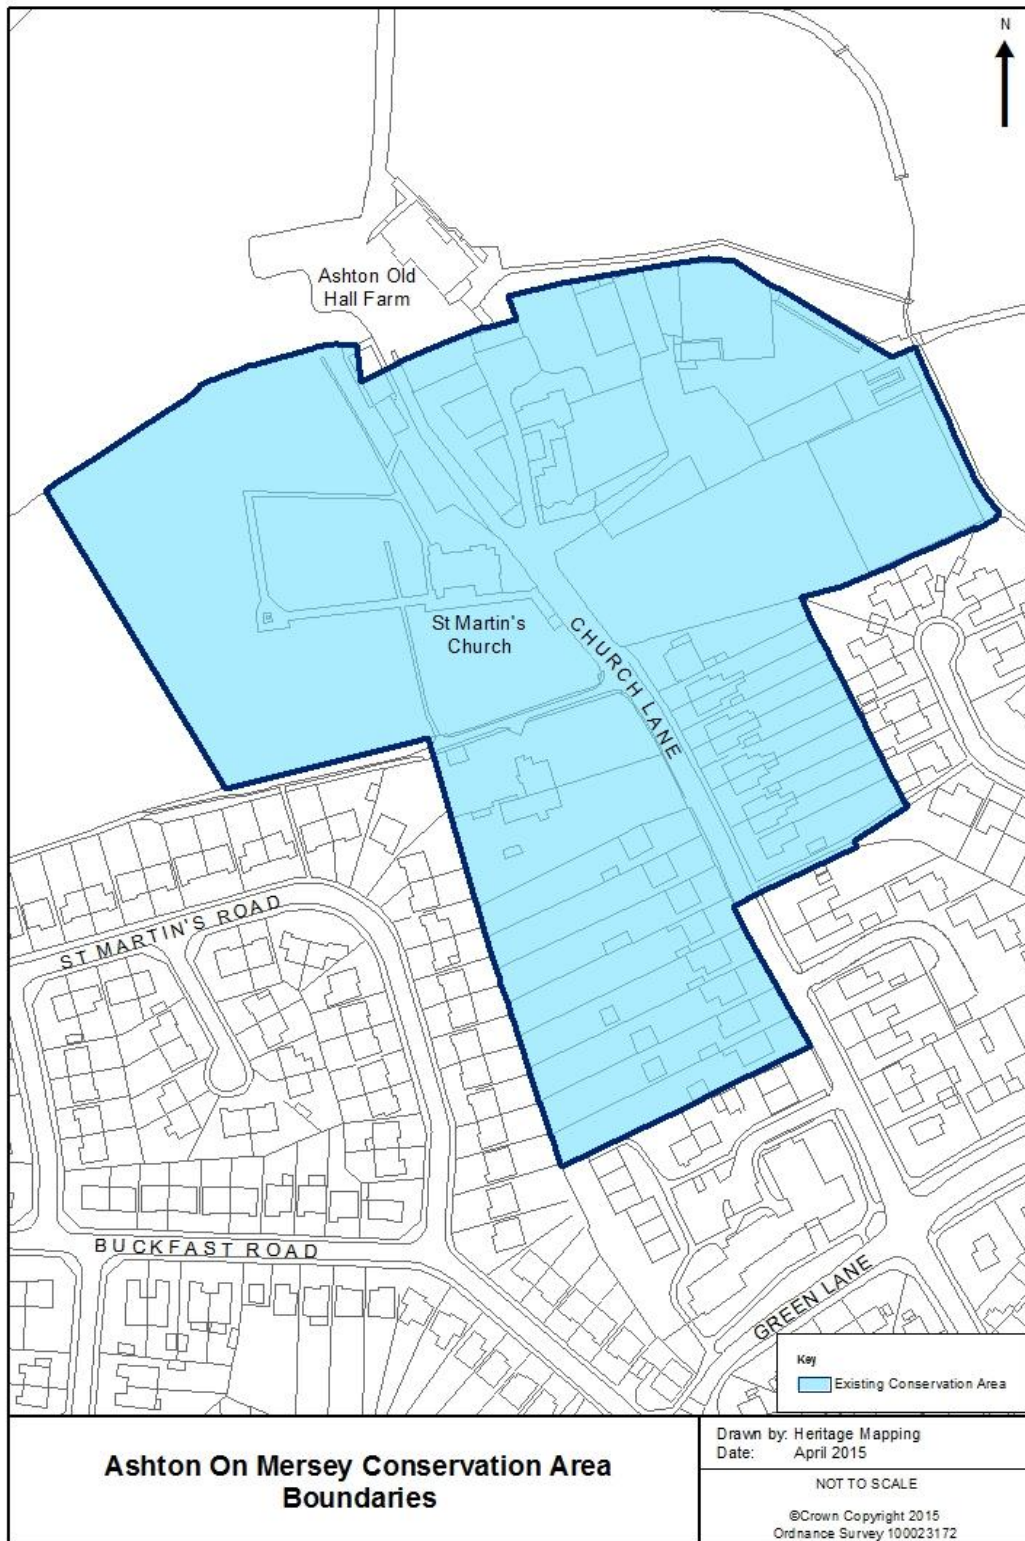 N
Ashton Old
Hall Farm
St Martin's
Church
CHURCH LANE
ST MARTIN'S ROAD
BUCKFAST ROAD
GREEN LANE
Key
Existing Conservation Area
Ashton On Mersey Conservation Area
Boundaries
Drawn by: Heritage Mapping
Date: April 2015
NOT TO SCALE
©Crown Copyright 2015
Ordnance Survey 100023172